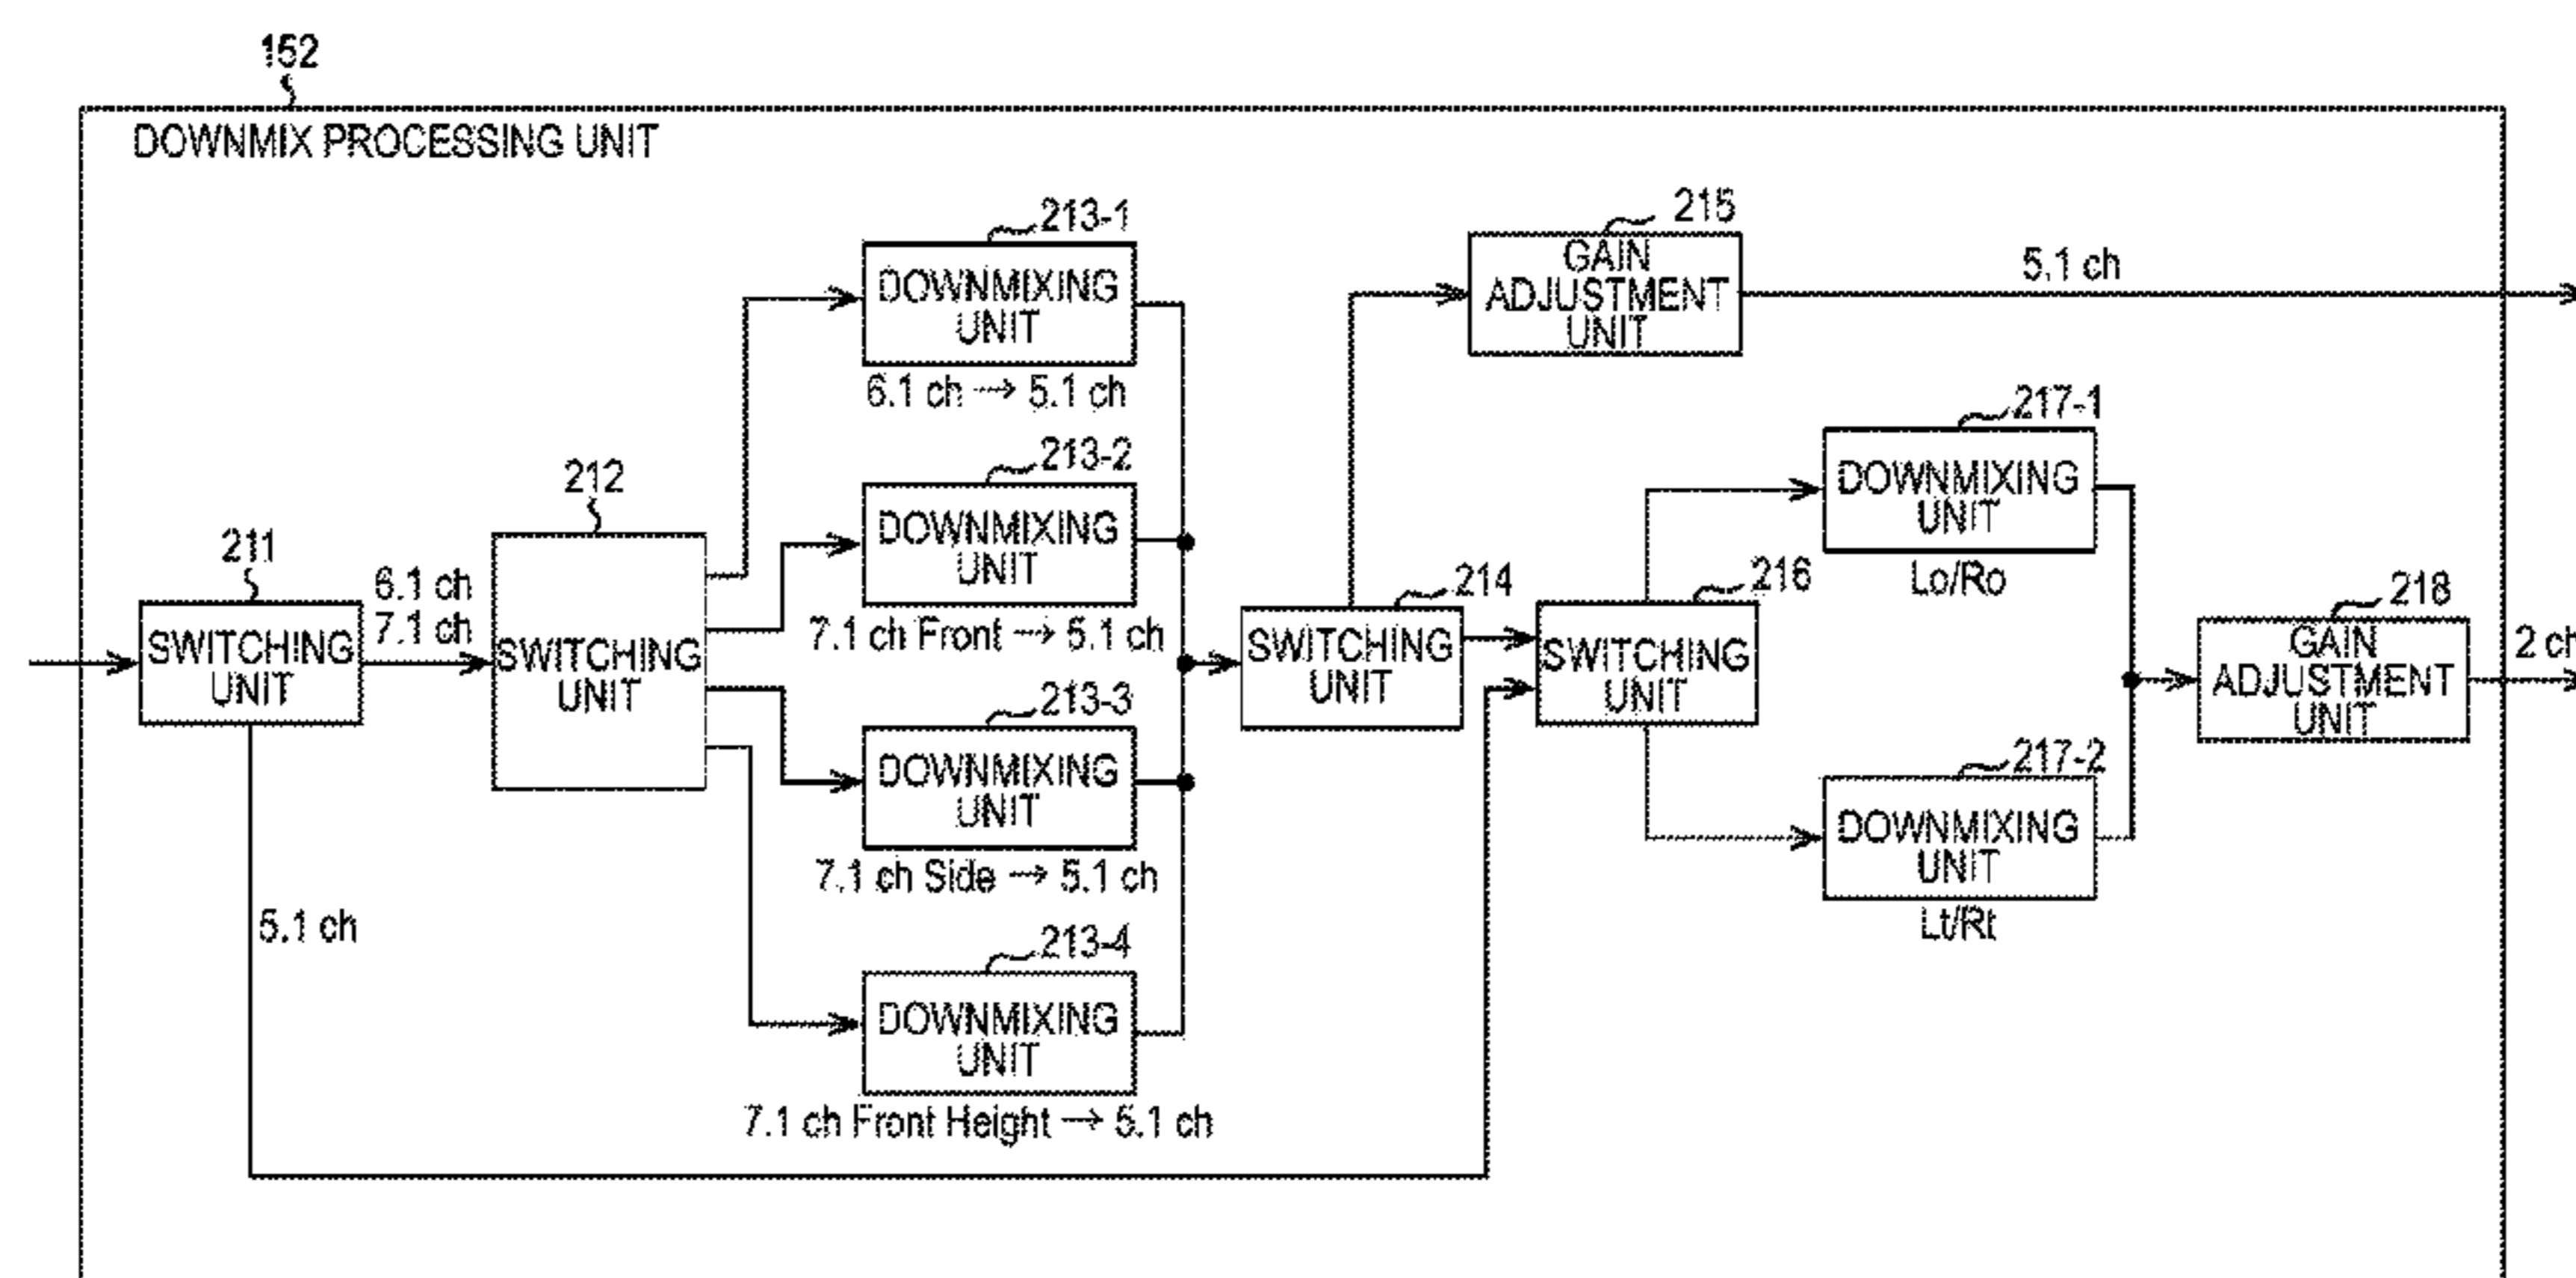 152
DOWNMIX PROCESSING UNIT
213-1
DOWNMIXING
UNIT
6.1 ch → 5.1 ch
215
GAIN
ADJUSTMENT
UNIT
5.1 ch
213-2
DOWNMIXING
UNIT
7.1 ch Front → 5.1 ch
217-1
DOWNMIXING
UNIT
Lo/Ro
211
SWITCHING
UNIT
6.1 ch
7.1 ch
212
SWITCHING
UNIT
214
SWITCHING
UNIT
216
SWITCHING
UNIT
218
GAIN
ADJUSTMENT
UNIT
2 ch
213-3
DOWNMIXING
UNIT
7.1 ch Side → 5.1 ch
217-2
DOWNMIXING
UNIT
Lt/Rt
5.1 ch
213-4
DOWNMIXING
UNIT
7.1 ch Front Height → 5.1 ch